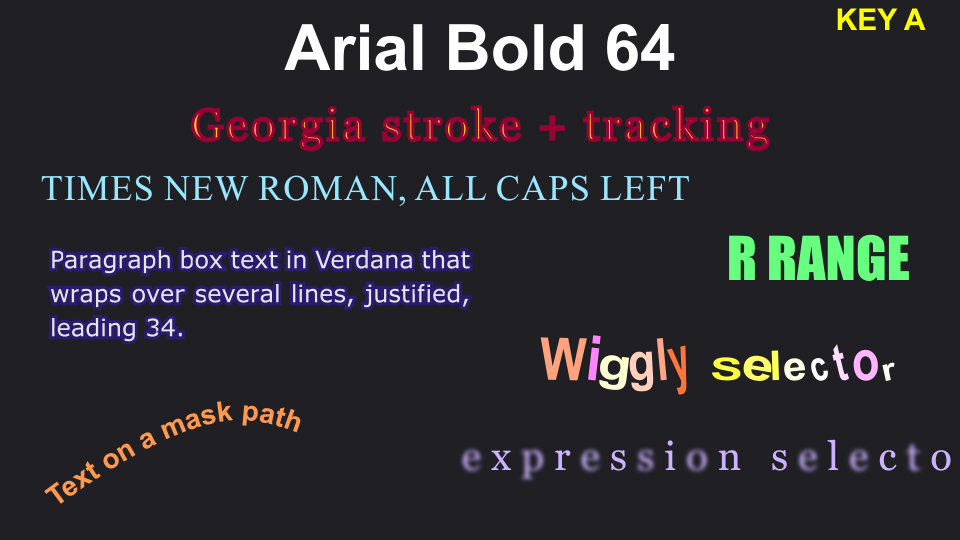 KEY A
Arial Bold 64
Georgia stroke + tracking
TIMES NEW ROMAN, ALL CAPS LEFT
Paragraph box text in Verdana that
wraps over several lines, justified,
leading 34.
R RANGE
Wiggly selector
Text on a mask path
expression selecto